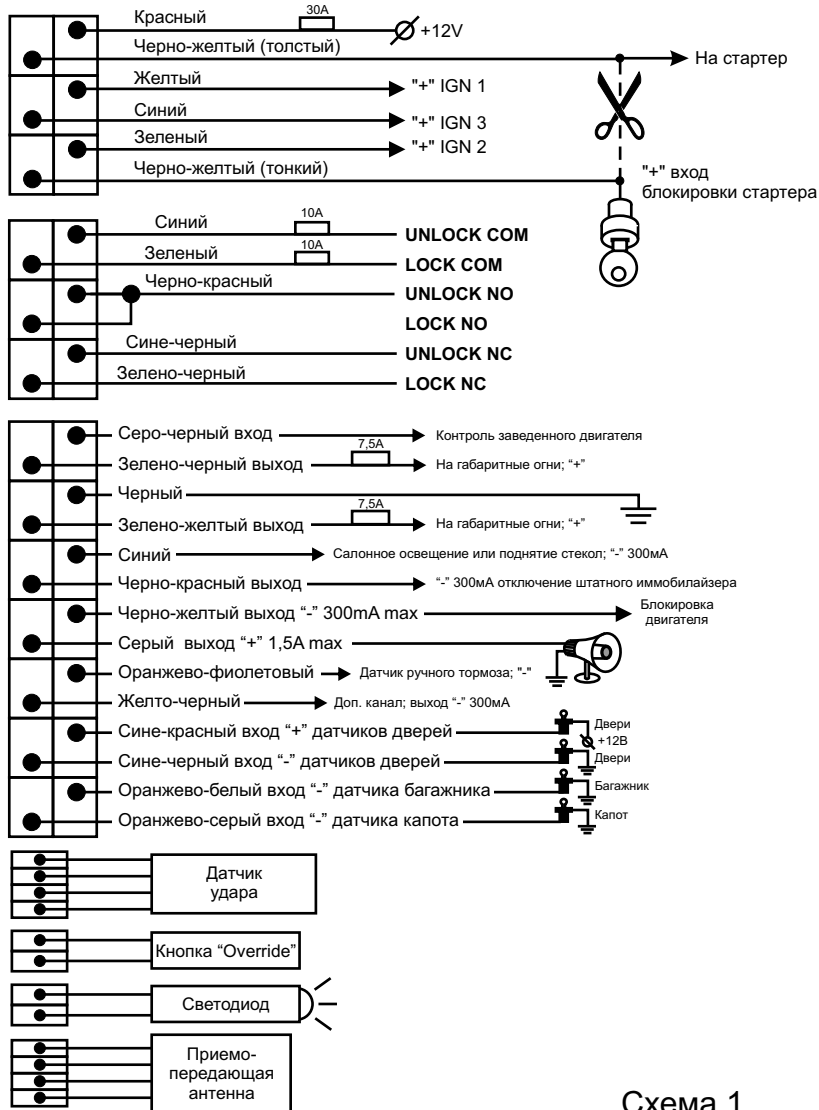 Красный
30А
+12V
Черно-желтый (толстый)
На стартер
Желтый
"+" IGN 1
Синий
"+" IGN 3
Зеленый
"+" IGN 2
Черно-желтый (тонкий)
"+" вход
блокировки стартера
Синий
10А
UNLOCK COM
Зеленый
10А
LOCK COM
Черно-красный
UNLOCK NO
LOCK NO
Сине-черный
UNLOCK NC
Зелено-черный
LOCK NC
Серо-черный вход
Контроль заведенного двигателя
Зелено-черный выход
7,5А
На габаритные огни; “+”
Черный
Зелено-желтый выход
7,5А
На габаритные огни; “+”
Синий
Салонное освещение или поднятие стекол; “-” 300мА
Черно-красный выход
“-” 300мА отключение штатного иммобилайзера
Черно-желтый выход “-” 300mA max
Блокировка
двигателя
Серый выход “+” 1,5A max
Оранжево-фиолетовый
Датчик ручного тормоза; "-"
Желто-черный
Доп. канал; выход “-” 300мА
Сине-красный вход “+” датчиков дверей
Двери
+12В
Сине-черный вход “-” датчиков дверей
Двери
Оранжево-белый вход “-” датчика багажника
Багажник
Оранжево-серый вход “-” датчика капота
Капот
Датчик
удара
Кнопка “Override”
Светодиод
Приемо-
передающая
антенна
Схема 1